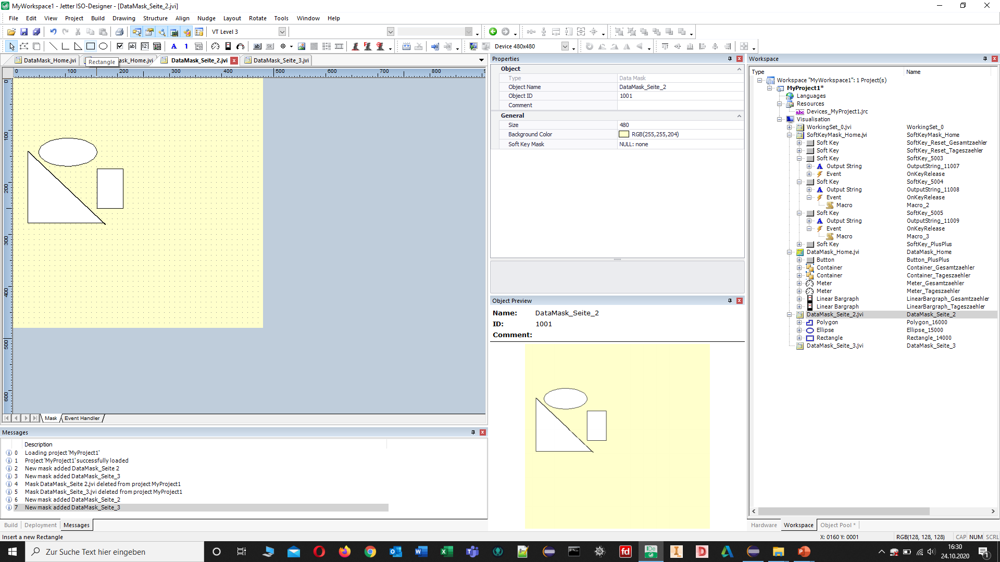 MyWorkspace1 - Jetter ISO-Designer - [DataMask_Seite_2.jvi]
File Edit View Project Build Drawing Structure Align Nudge Layout Rotate Tools Window Help
VT Level 3
Device 480x480
DataMask_Home.jvi
ask_Home.jvi
DataMask_Seite_2.jvi
DataMask_Seite_3.jvi
Rectangle
0 100 200 300 400 500 600 700 800
0
100
200
300
400
500
600
Mask Event Handler
Messages
Description
0 Loading project 'MyProject1'
1 Project 'MyProject1' successfully loaded
2 New mask added DataMask_Seite 2
3 New mask added DataMask_Seite_3
4 Mask DataMask_Seite 2.jvi deleted from project MyProject1
5 Mask DataMask_Seite_3.jvi deleted from project MyProject1
6 New mask added DataMask_Seite_2
7 New mask added DataMask_Seite_3
Build Deployment Messages
Insert a new Rectangle
Properties
Object
Type Data Mask
Object Name DataMask_Seite_2
Object ID 1001
Comment
General
Size 480
Background Color RGB(255,255,204)
Soft Key Mask NULL: none
Object Preview
Name: DataMask_Seite_2
ID: 1001
Comment:
Workspace
Type Name
Workspace "MyWorkspace1": 1 Project(s)
MyProject1*
Languages
Resources
abc Devices_MyProject1.jrc
Visualisation
WorkingSet_0.jvi WorkingSet_0
SoftKeyMask_Home.jvi SoftKeyMask_Home
Soft Key SoftKey_Reset_Gesamtzaehler
Soft Key SoftKey_Reset_Tageszaehler
Soft Key SoftKey_5003
Output String OutputString_11007
Event OnKeyRelease
Soft Key SoftKey_5004
Output String OutputString_11008
Event OnKeyRelease
Macro Macro_2
Soft Key SoftKey_5005
Output String OutputString_11009
Event OnKeyRelease
Macro Macro_3
Soft Key SoftKey_PlusPlus
DataMask_Home.jvi DataMask_Home
Button Button_PlusPlus
Container Container_Gesamtzaehler
Container Container_Tageszaehler
Meter Meter_Gesamtzaehler
Meter Meter_Tageszaehler
Linear Bargraph LinearBargraph_Gesamtzaehler
Linear Bargraph LinearBargraph_Tageszaehler
DataMask_Seite_2.jvi DataMask_Seite_2
Polygon Polygon_16000
Ellipse Ellipse_15000
Rectangle Rectangle_14000
DataMask_Seite_3.jvi DataMask_Seite_3
Hardware Workspace Object Pool *
X: 0160 Y: 0001 RGB(128, 128, 128) CAP NUM SCRL
Zur Suche Text hier eingeben
16:30
24.10.2020